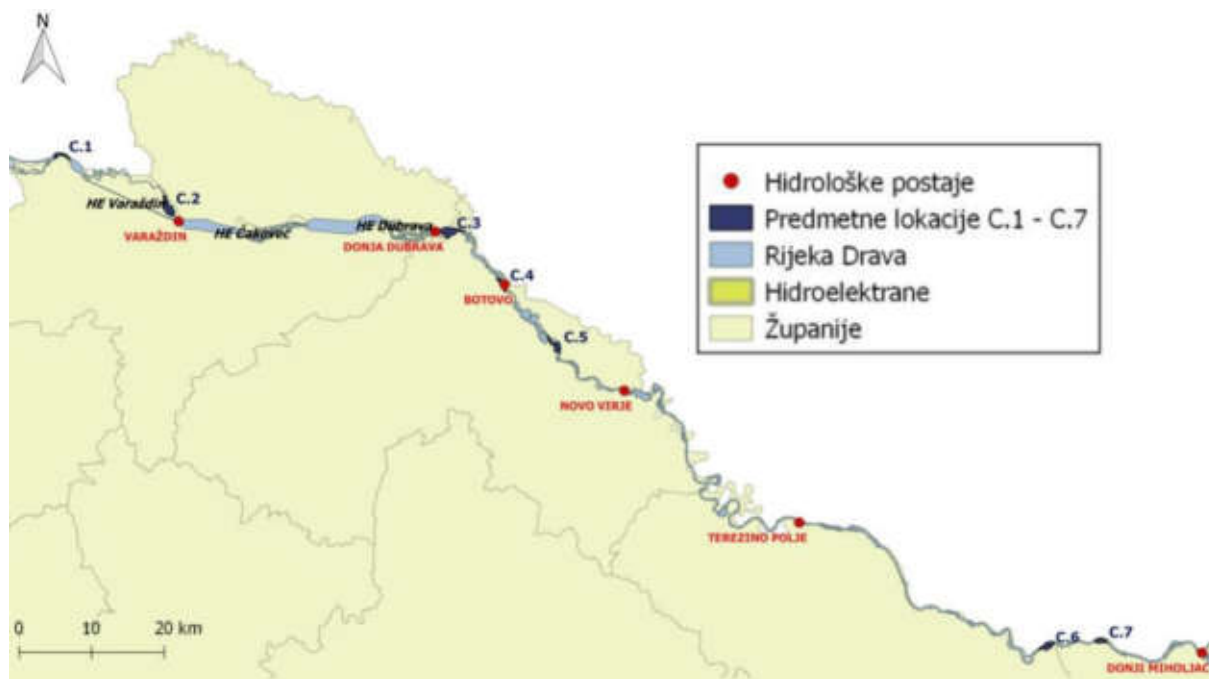 N
C.1
C.2
HE Varaždin
VARAŽDIN
HE Čakovec
HE Dubrava
C.3
DONJA DUBRAVA
C.4
BOTOVO
C.5
NOVO VIRJE
TEREZINO POLJE
C.6
C.7
DONJI MIHOLJAC
Hidrološke postaje
Predmetne lokacije C.1 - C.7
Rijeka Drava
Hidroelektrane
Županije
0 10 20 km